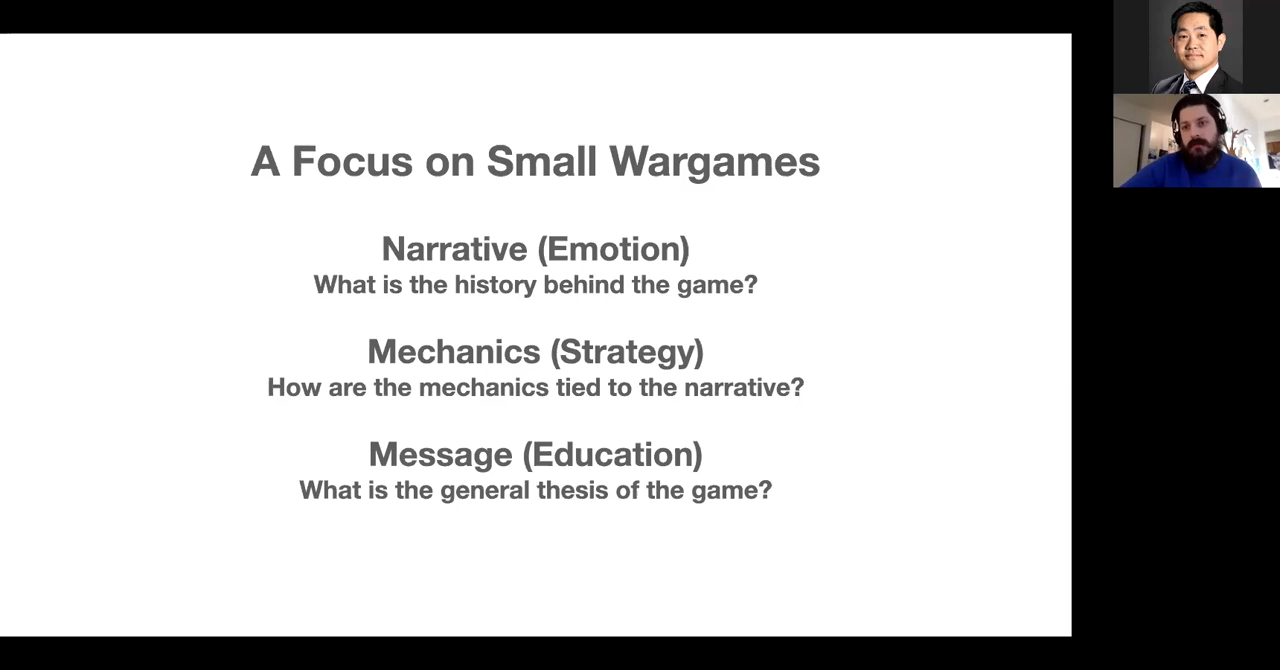 A Focus on Small Wargames
Narrative (Emotion)
What is the history behind the game?
Mechanics (Strategy)
How are the mechanics tied to the narrative?
Message (Education)
What is the general thesis of the game?